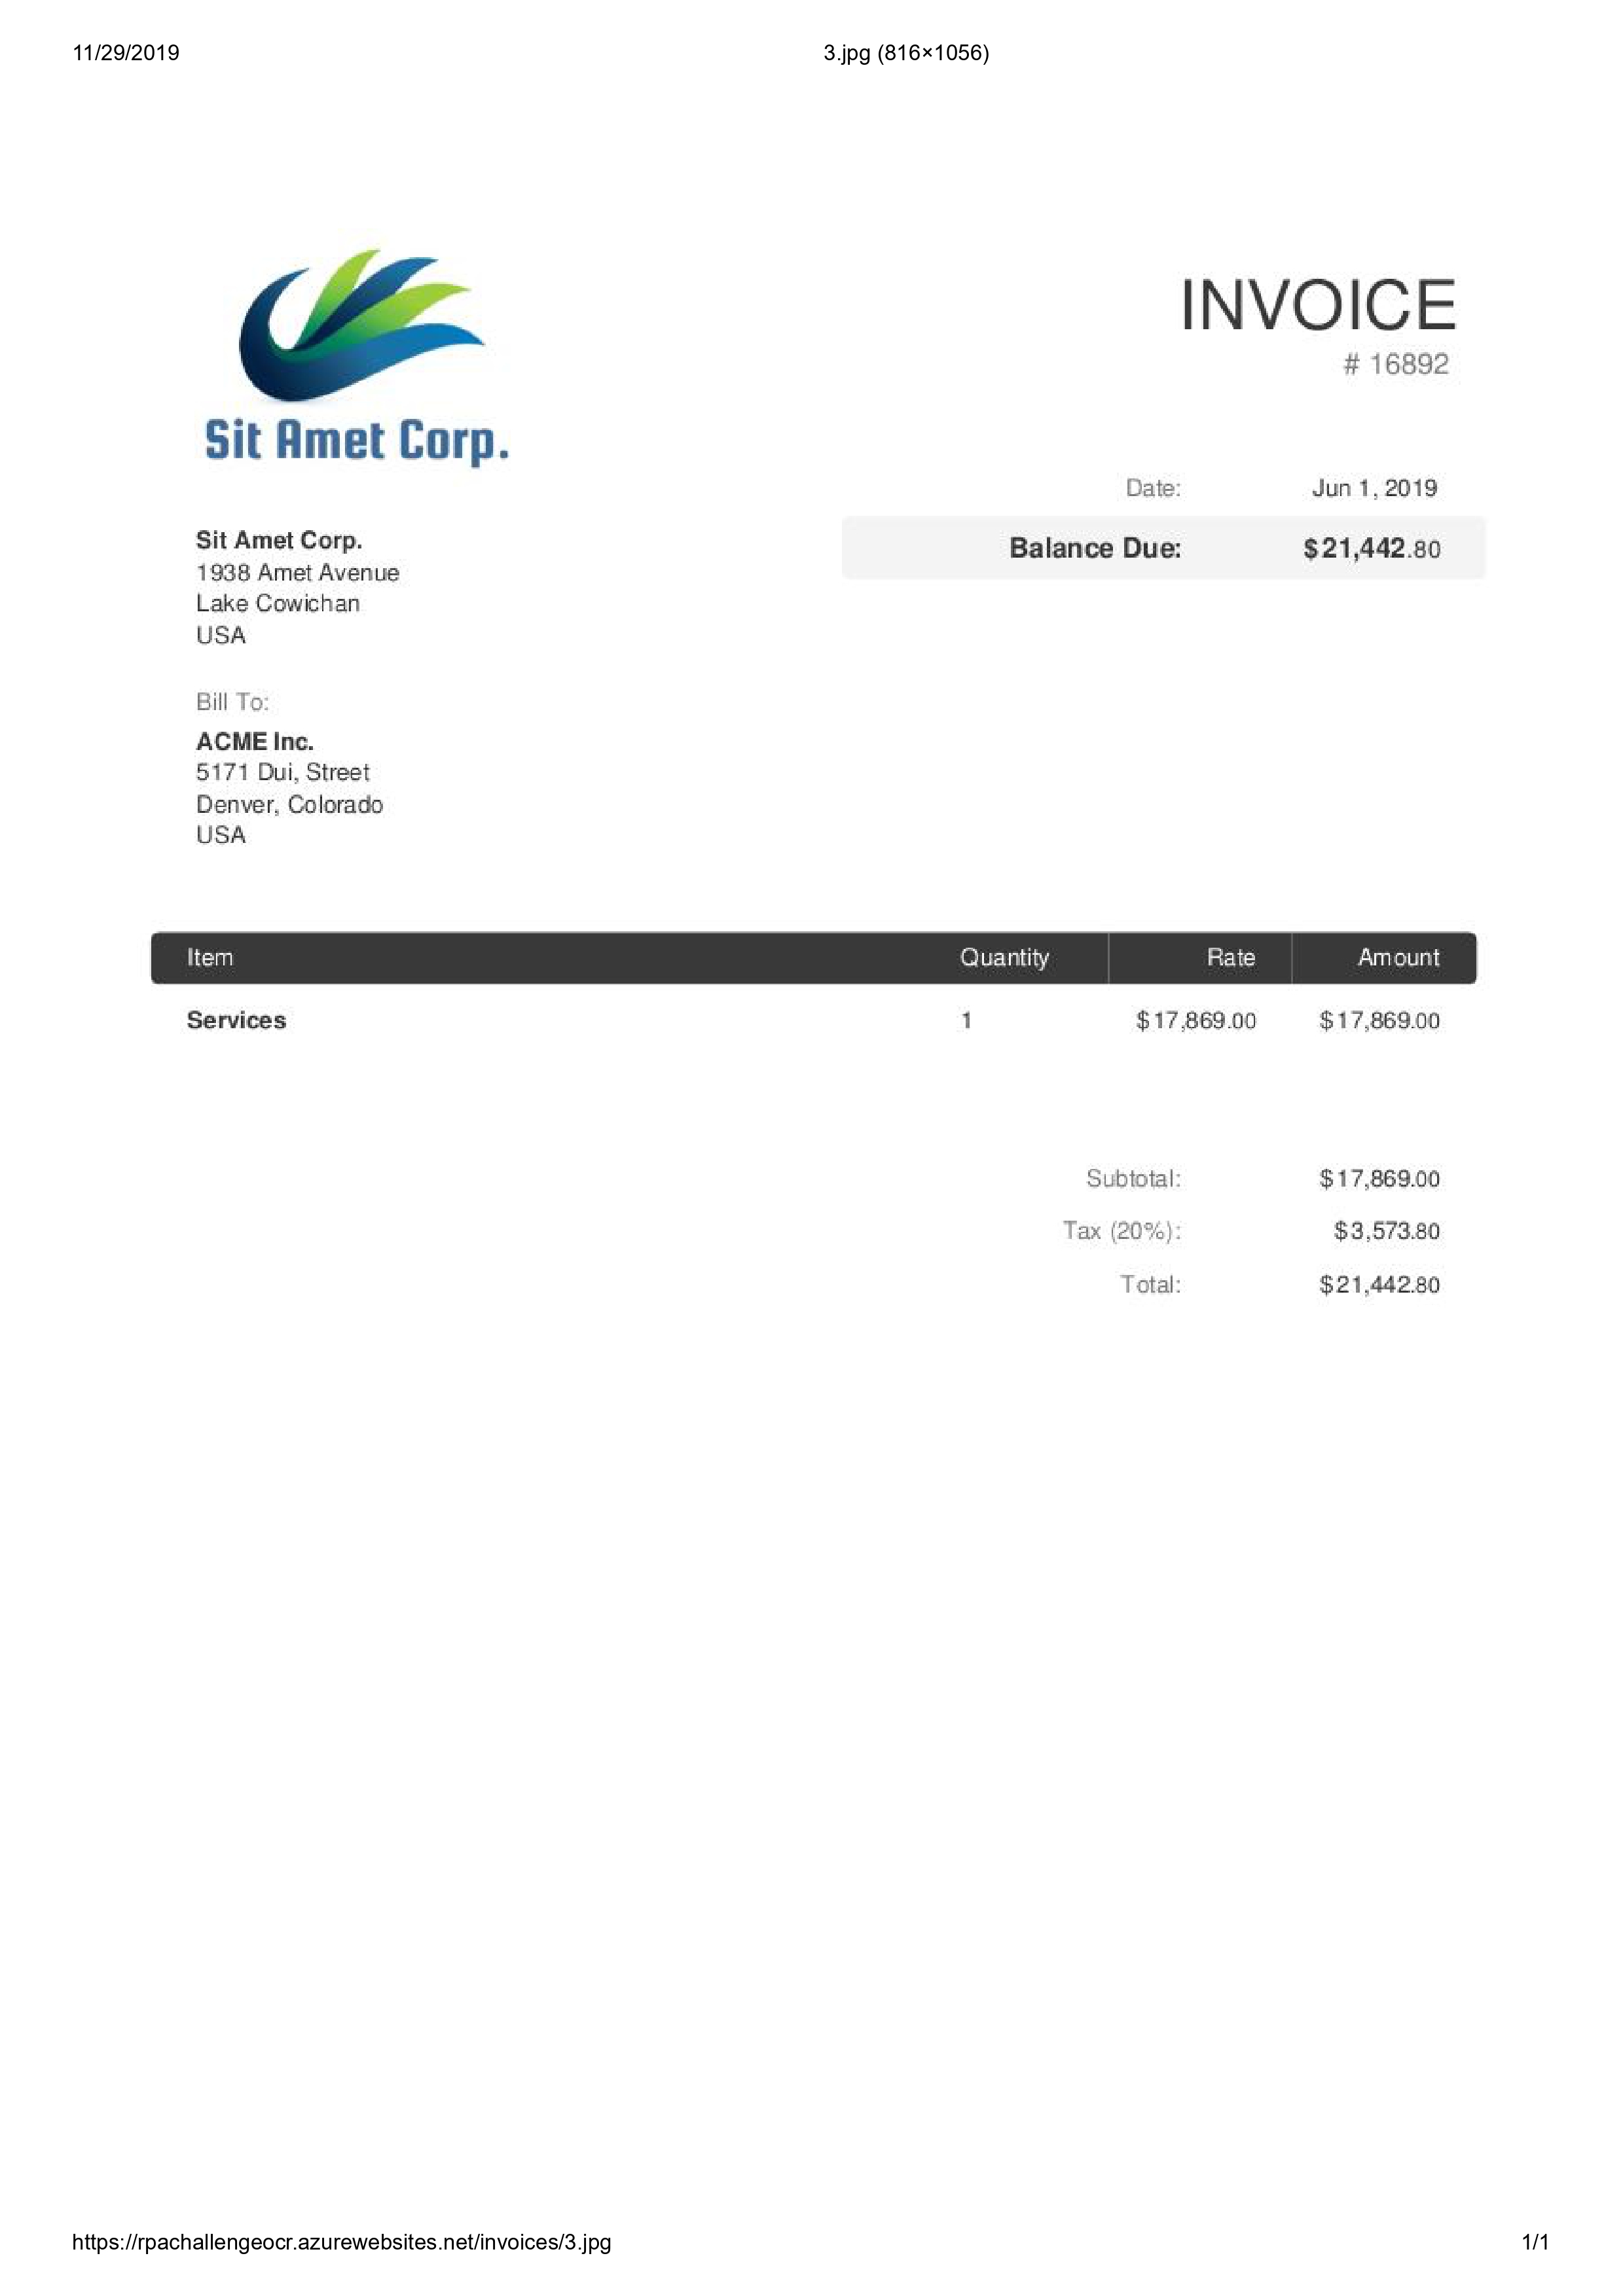 11/29/2019 3.jpg (816×1056)
INVOICE
# 16892
Sit Amet Corp.
Date: Jun 1, 2019
Balance Due: $21,442.80
Sit Amet Corp.
1938 Amet Avenue
Lake Cowichan
USA
Bill To:
ACME Inc.
5171 Dui, Street
Denver, Colorado
USA
Item Quantity Rate Amount
Services 1 $17,869.00 $17,869.00
Subtotal: $17,869.00
Tax (20%): $3,573.80
Total: $21,442.80
https://rpachallengeocr.azurewebsites.net/invoices/3.jpg 1/1